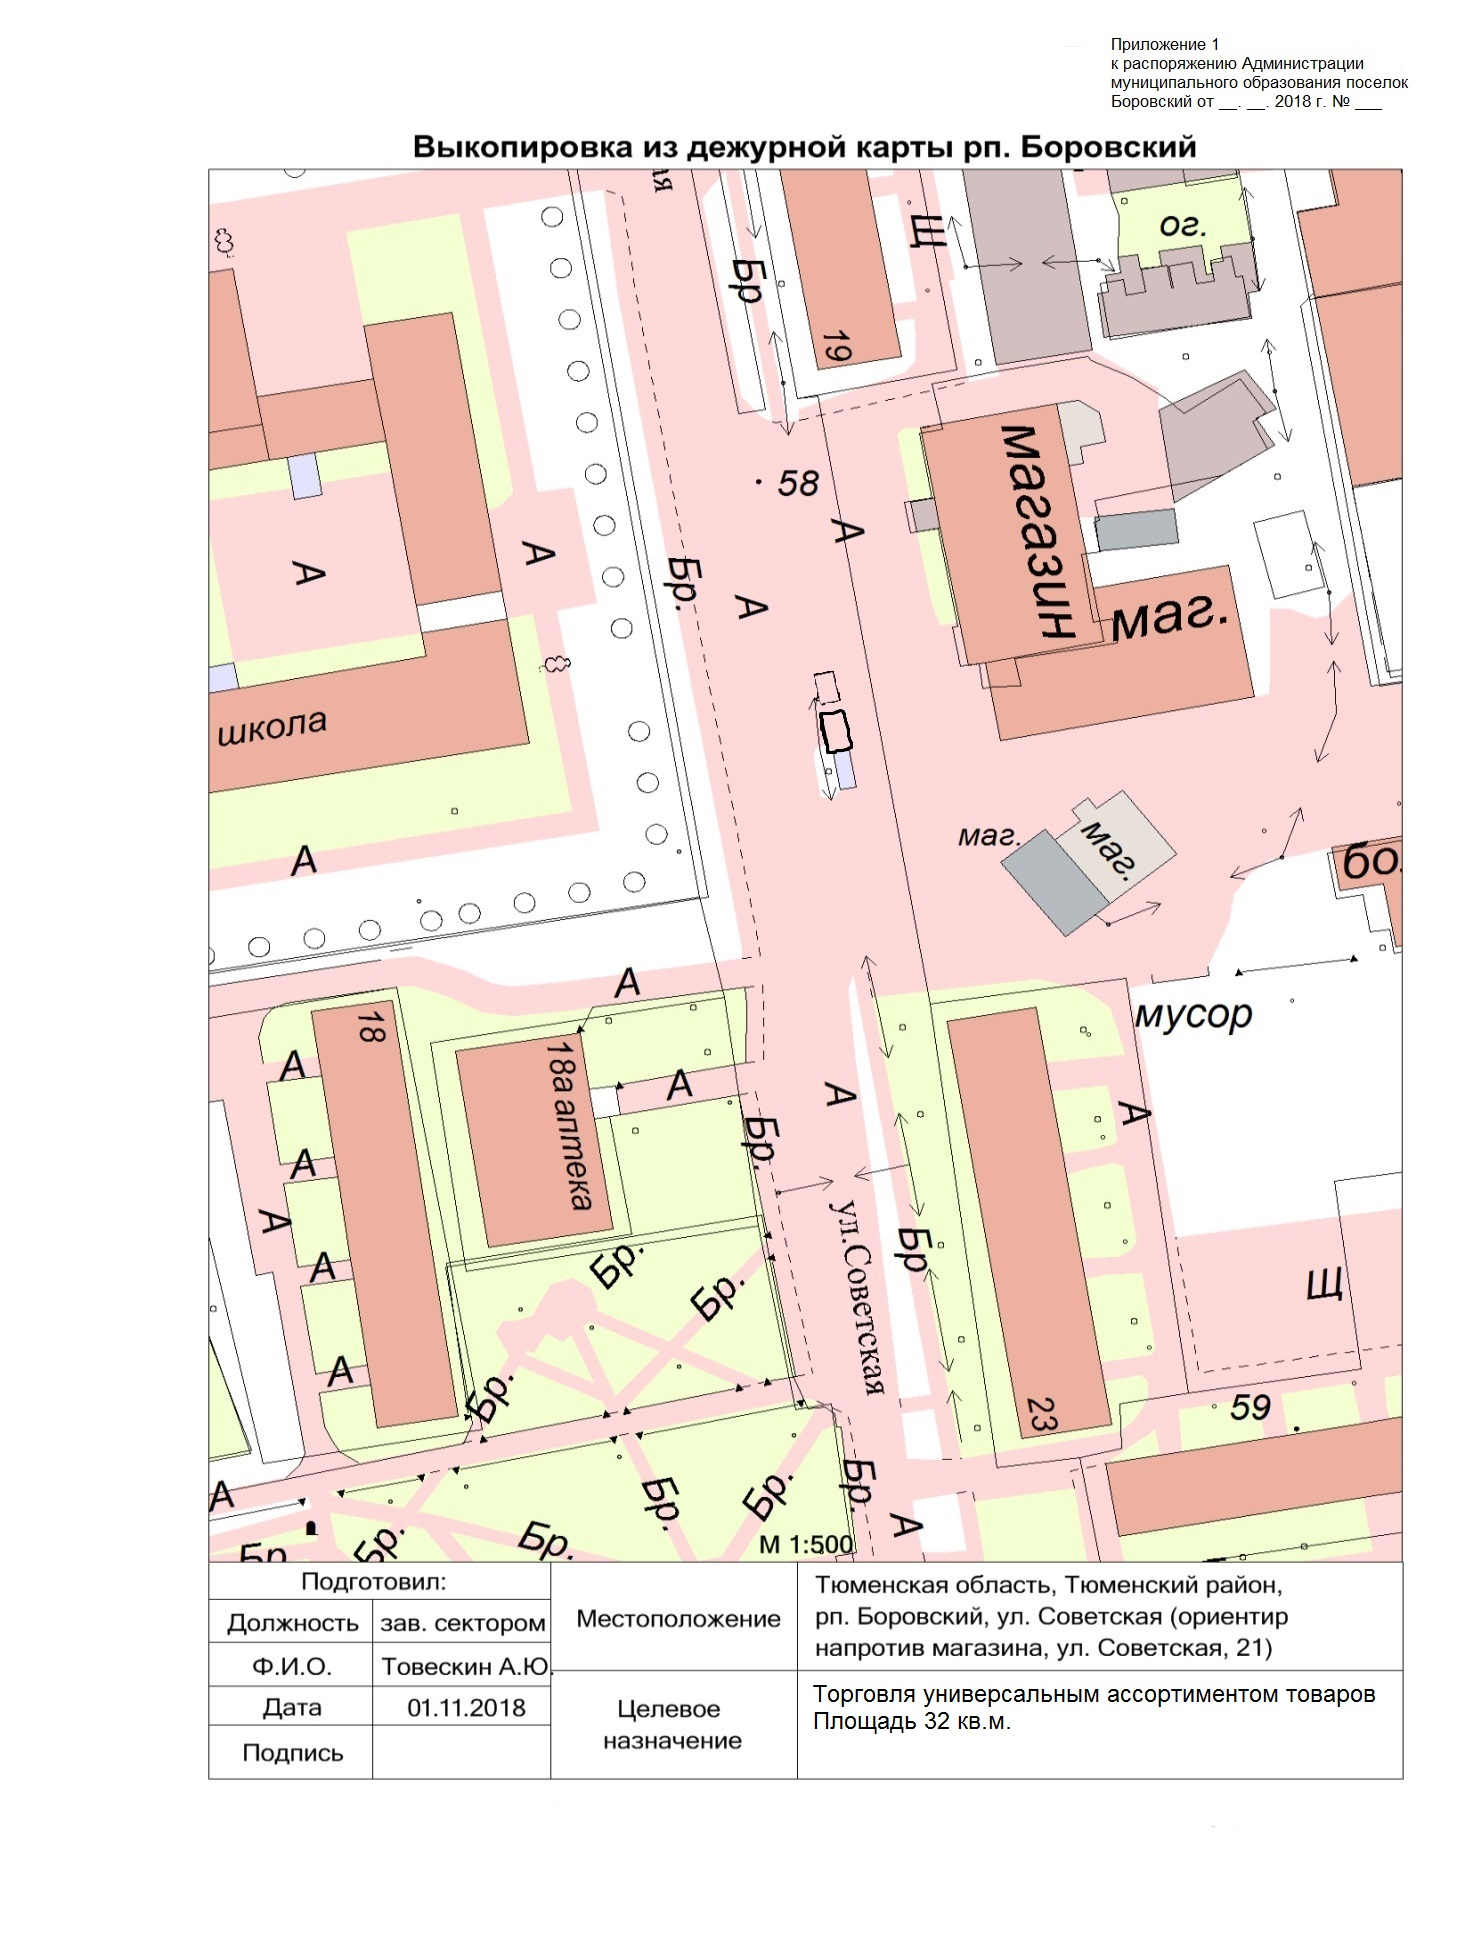 Приложение 1
к распоряжению Администрации
муниципального образования поселок
Боровский от __. __. 2018 г. № ___
Выкопировка из дежурной карты рп. Боровский
ая
Щ
ог.
Бр
19
58
магазин
А
А
А
Бр.
А
маг.
школа
маг.
маг.
А
бо.
А
мусор
18
18а аптека
А
А
А
А
Бр.
А
А
ул.Советская
Бр
А
Бр.
Бр.
Щ
А
Бр.
23
59
А
Бр.
Бр.
Бр.
А
Бр.
Бр.
Бр
М 1:500
Подготовил:
Должность
зав. сектором
Ф.И.О.
Товескин А.Ю.
Дата
01.11.2018
Подпись
Местоположение
Тюменская область, Тюменский район,
рп. Боровский, ул. Советская (ориентир
напротив магазина, ул. Советская, 21)
Целевое
назначение
Торговля универсальным ассортиментом товаров
Площадь 32 кв.м.